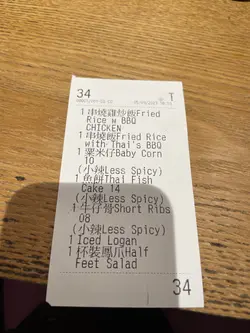 34
T
1 串燒雞炒飯Fried
Rice w BBQ
CHICKEN
1 串燒飯Fried Rice
with Thai's BBQ
1 粟米仔Baby Corn
10
(小辣Less Spicy)
1 魚餅Thai Fish
Cake 14
(小辣Less Spicy)
1 牛仔骨Short Ribs
08
(小辣Less Spicy)
1 Iced Logan
1 杯裝鳳爪Half
Feet Salad
34